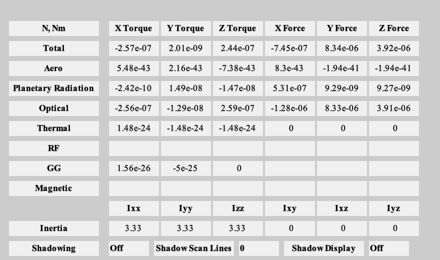 N, Nm X Torque Y Torque Z Torque X Force Y Force Z Force
Total -2.57e-07 2.01e-09 2.44e-07 -7.45e-07 8.34e-06 3.92e-06
Aero 5.48e-43 2.16e-43 -7.38e-43 8.3e-43 -1.94e-41 -1.94e-41
Planetary Radiation -2.42e-10 1.49e-08 -1.47e-08 5.31e-07 9.29e-09 9.27e-09
Optical -2.56e-07 -1.29e-08 2.59e-07 -1.28e-06 8.33e-06 3.91e-06
Thermal 1.48e-24 -1.48e-24 -1.48e-24 0 0 0
RF
GG 1.56e-26 -5e-25 0
Magnetic
Ixx Iyy Izz Ixy Ixz Iyz
Inertia 3.33 3.33 3.33 0 0 0
Shadowing Off Shadow Scan Lines 0 Shadow Display Off